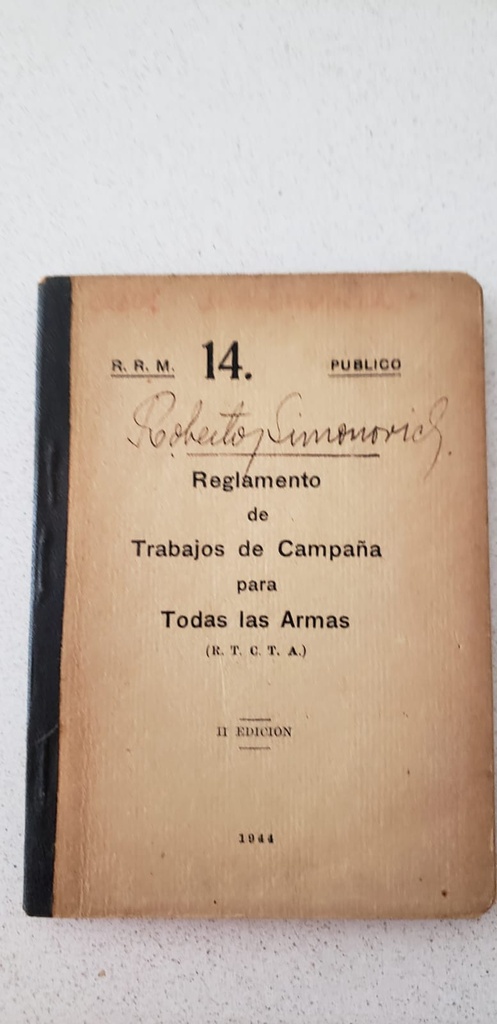 R. R. M. 14. PUBLICO
Roberto Simonovich
Reglamento
de
Trabajos de Campaña
para
Todas las Armas
(R. T. C. T. A.)
II EDICION
1944